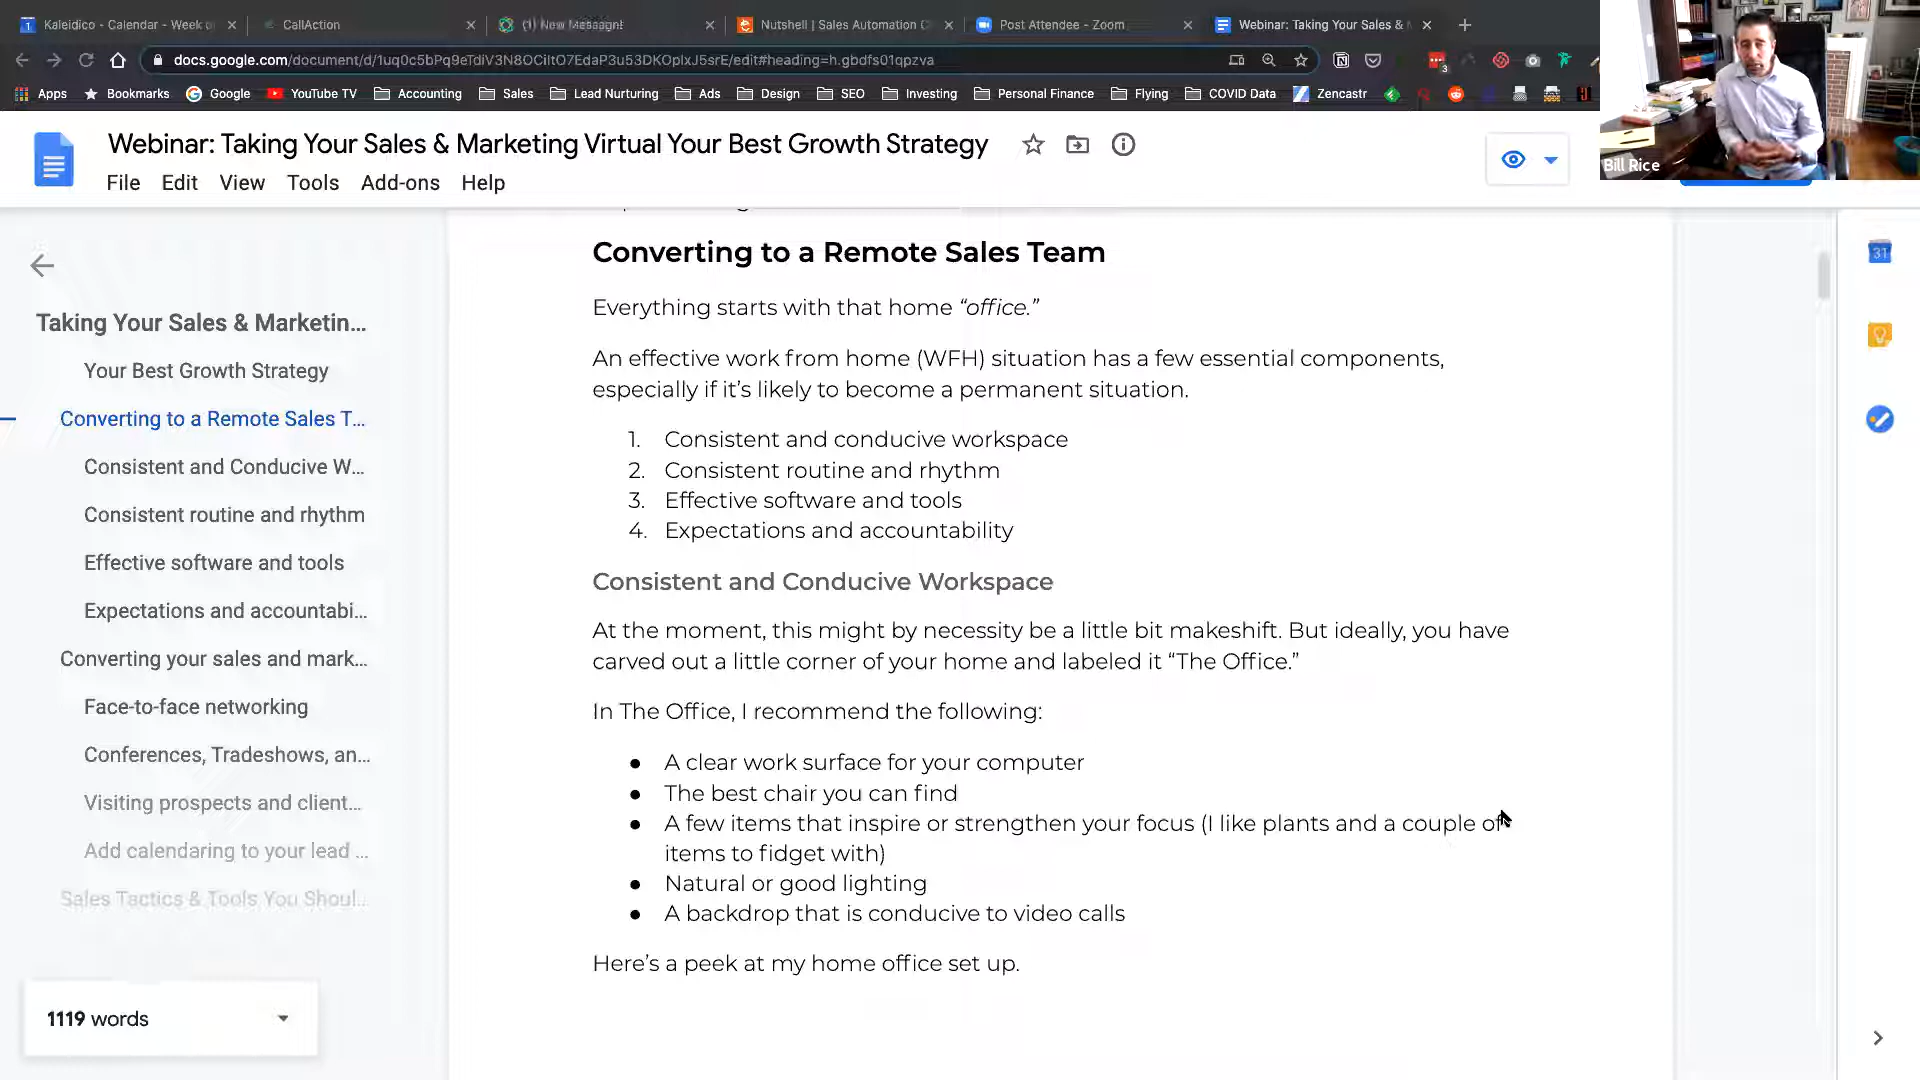 Kaleidico - Calendar - Week o
CallAction
(1) New Message!
Nutshell | Sales Automation C
Post Attendee - Zoom
Webinar: Taking Your Sales & M
docs.google.com/document/d/1uq0c5bPq9eTdlV3N8OCiltO7EdaP3u53DKOplxJ5srE/edit#heading=h.gbdfs01qpzva
3
Apps
Bookmarks
Google
YouTube TV
Accounting
Sales
Lead Nurturing
Ads
Design
SEO
Investing
Personal Finance
Flying
COVID Data
Zencastr
Bill Rice
Webinar: Taking Your Sales & Marketing Virtual Your Best Growth Strategy
File Edit View Tools Add-ons Help
Taking Your Sales & Marketin...
Your Best Growth Strategy
Converting to a Remote Sales T...
Consistent and Conducive W...
Consistent routine and rhythm
Effective software and tools
Expectations and accountabi...
Converting your sales and mark...
Face-to-face networking
Conferences, Tradeshows, an...
Visiting prospects and client...
Add calendaring to your lead ...
Sales Tactics & Tools You Shoul...
1119 words
Converting to a Remote Sales Team
Everything starts with that home “office.”
An effective work from home (WFH) situation has a few essential components,
especially if it’s likely to become a permanent situation.
1. Consistent and conducive workspace
2. Consistent routine and rhythm
3. Effective software and tools
4. Expectations and accountability
Consistent and Conducive Workspace
At the moment, this might by necessity be a little bit makeshift. But ideally, you have
carved out a little corner of your home and labeled it “The Office.”
In The Office, I recommend the following:
● A clear work surface for your computer
● The best chair you can find
● A few items that inspire or strengthen your focus (I like plants and a couple of
items to fidget with)
● Natural or good lighting
● A backdrop that is conducive to video calls
Here’s a peek at my home office set up.
31